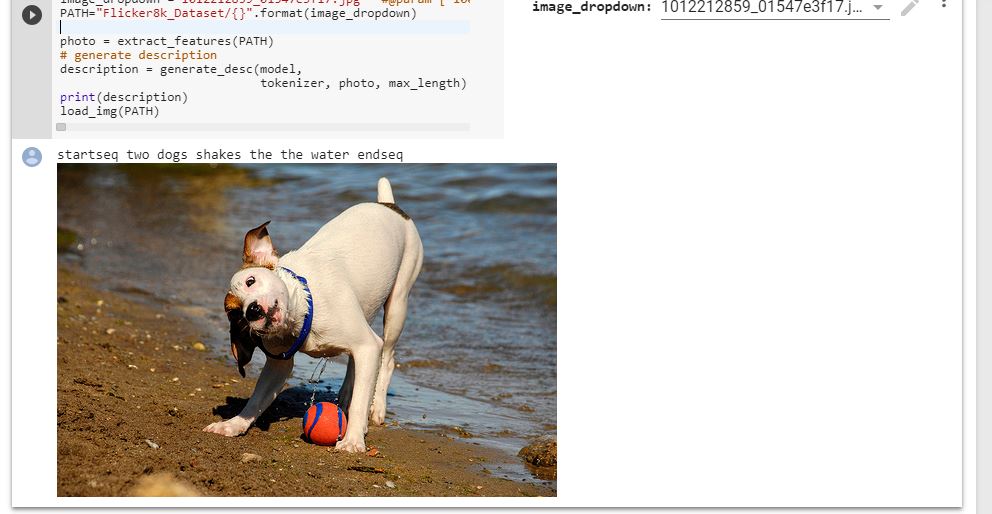 image_dropdown = "1012212859_01547e3f17.jpg" #@param [
image_dropdown: 1012212859_01547e3f17.j...
PATH="Flicker8k_Dataset/{}".format(image_dropdown)
photo = extract_features(PATH)
# generate description
description = generate_desc(model,
tokenizer, photo, max_length)
print(description)
load_img(PATH)
startseq two dogs shakes the the water endseq